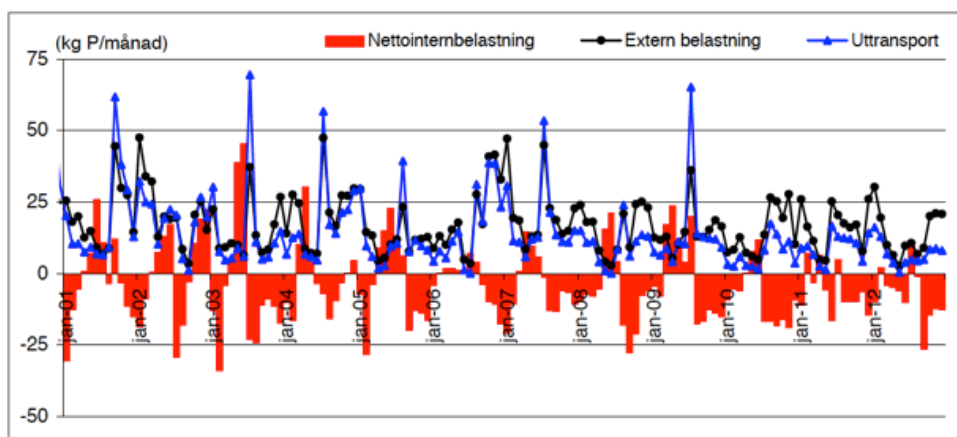 (kg P/månad)
Nettointernbelastning
Extern belastning
Uttransport
75
50
25
0
-25
-50
jan-01
jan-02
jan-03
jan-04
jan-05
jan-06
jan-07
jan-08
jan-09
jan-10
jan-11
jan-12